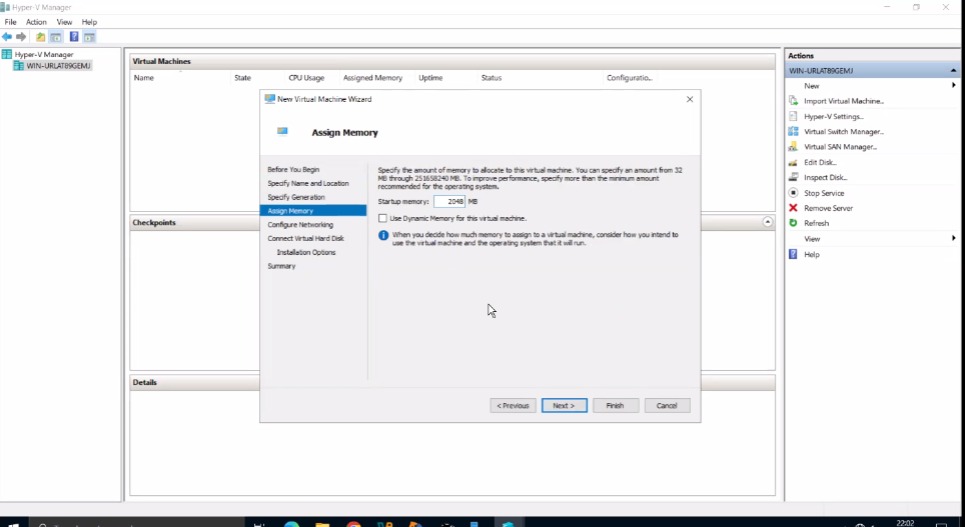 Hyper-V Manager
File Action View Help
Hyper-V Manager
WIN-URLAT89GEMJ
Virtual Machines
Name State CPU Usage Assigned Memory Uptime Status Configuratio...
New Virtual Machine Wizard
Assign Memory
Before You Begin
Specify Name and Location
Specify Generation
Assign Memory
Configure Networking
Connect Virtual Hard Disk
Installation Options
Summary
Specify the amount of memory to allocate to this virtual machine. You can specify an amount from 32
MB through 251658240 MB. To improve performance, specify more than the minimum amount
recommended for the operating system.
Startup memory: 2048 MB
Use Dynamic Memory for this virtual machine.
When you decide how much memory to assign to a virtual machine, consider how you intend to
use the virtual machine and the operating system that it will run.
< Previous Next > Finish Cancel
Checkpoints
Details
Actions
WIN-URLAT89GEMJ
New
Import Virtual Machine...
Hyper-V Settings...
Virtual Switch Manager...
Virtual SAN Manager...
Edit Disk...
Inspect Disk...
Stop Service
Remove Server
Refresh
View
Help
22:02